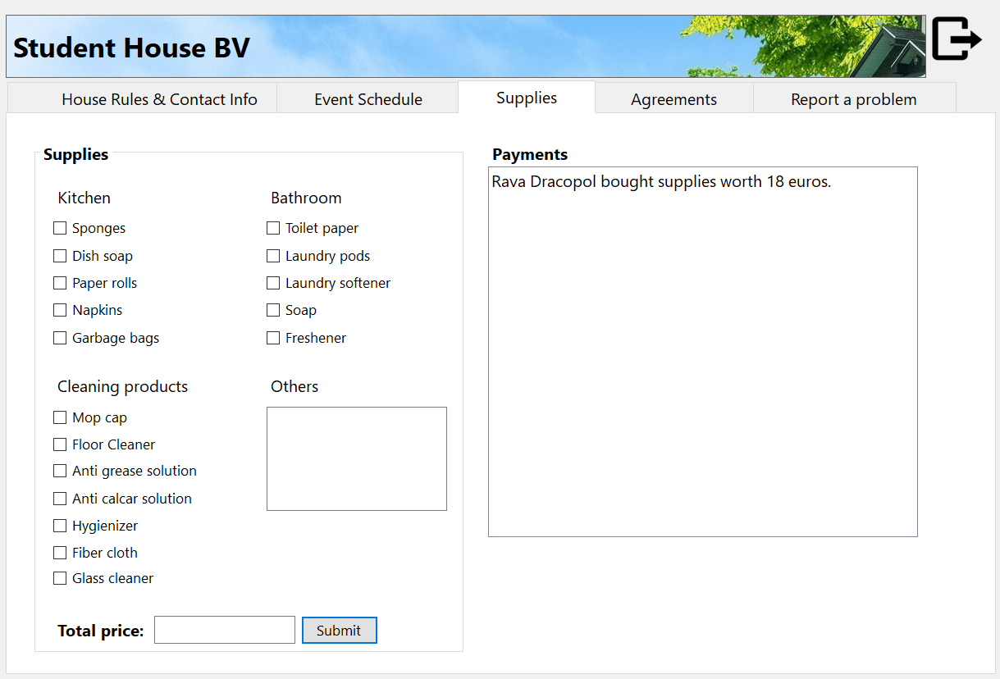 Student House BV
House Rules & Contact Info
Event Schedule
Supplies
Agreements
Report a problem
Supplies
Kitchen
Sponges
Dish soap
Paper rolls
Napkins
Garbage bags
Bathroom
Toilet paper
Laundry pods
Laundry softener
Soap
Freshener
Cleaning products
Mop cap
Floor Cleaner
Anti grease solution
Anti calcar solution
Hygienizer
Fiber cloth
Glass cleaner
Others
Total price:
Submit
Payments
Rava Dracopol bought supplies worth 18 euros.